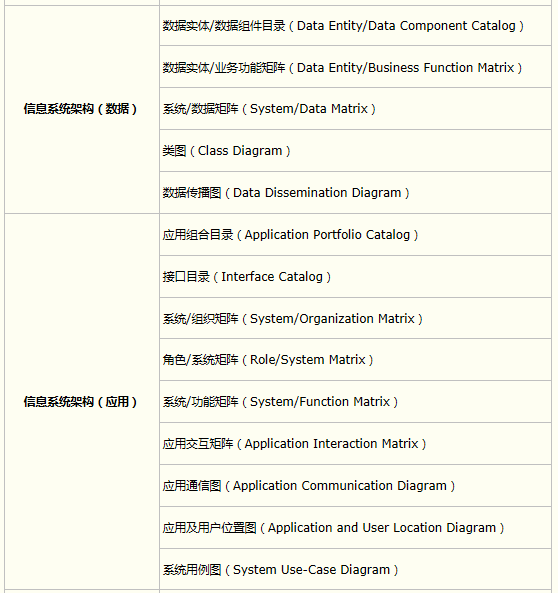 信息系统架构（数据）
数据实体/数据组件目录（Data Entity/Data Component Catalog）
数据实体/业务功能矩阵（Data Entity/Business Function Matrix）
系统/数据矩阵（System/Data Matrix）
类图（Class Diagram）
数据传播图（Data Dissemination Diagram）
信息系统架构（应用）
应用组合目录（Application Portfolio Catalog）
接口目录（Interface Catalog）
系统/组织矩阵（System/Organization Matrix）
角色/系统矩阵（Role/System Matrix）
系统/功能矩阵（System/Function Matrix）
应用交互矩阵（Application Interaction Matrix）
应用通信图（Application Communication Diagram）
应用及用户位置图（Application and User Location Diagram）
系统用例图（System Use-Case Diagram）